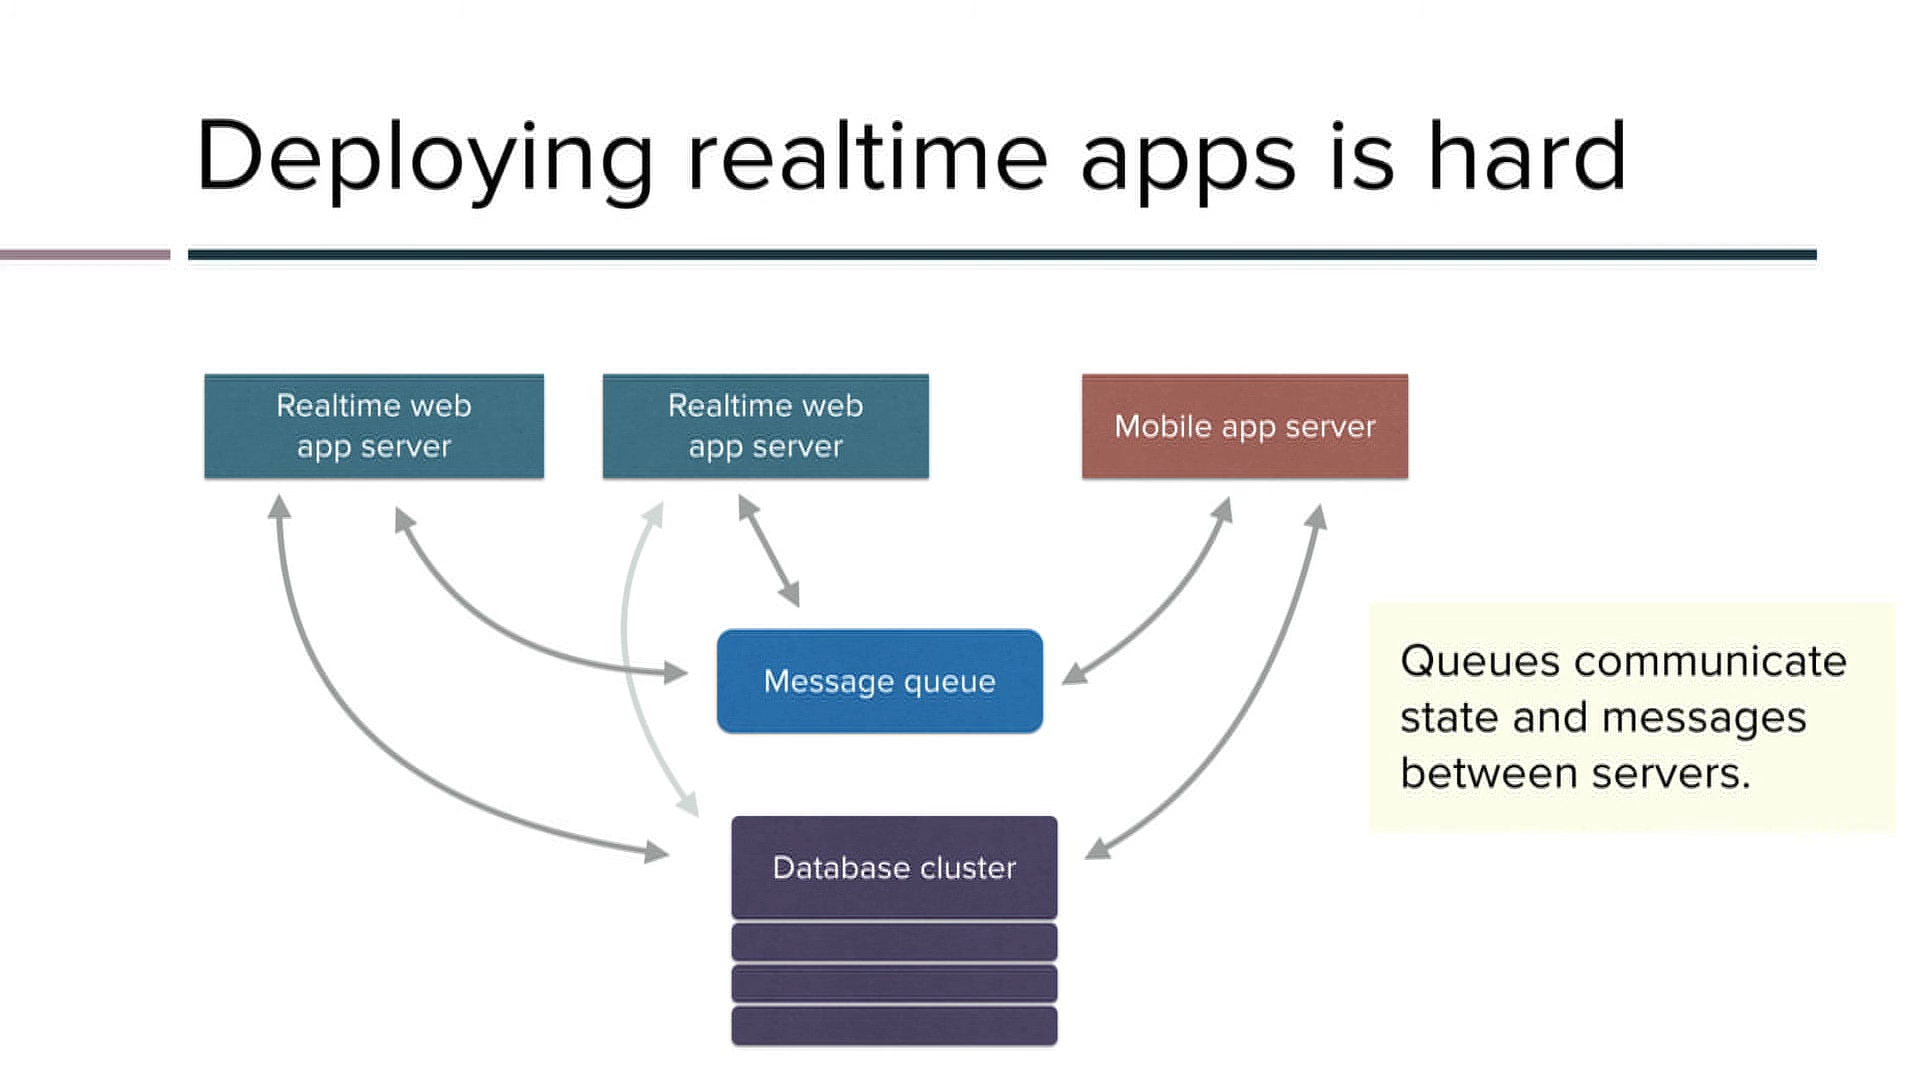 Deploying realtime apps is hard
Realtime web
app server
Realtime web
app server
Mobile app server
Message queue
Queues communicate
state and messages
between servers.
Database cluster